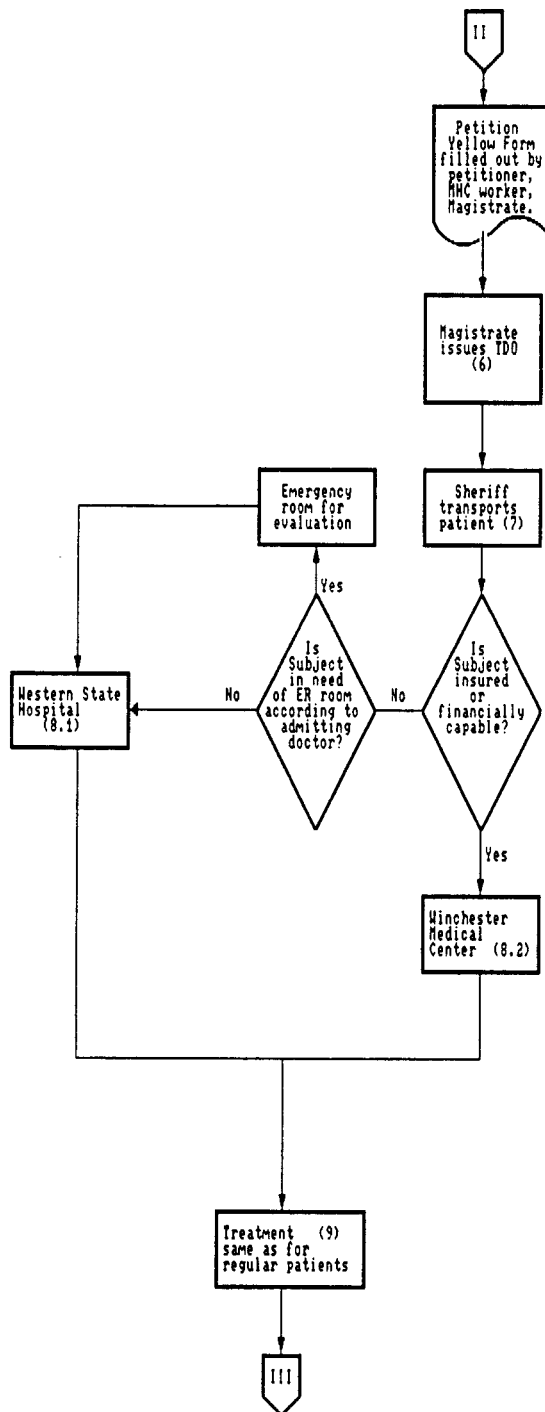 II
Petition
Yellow Form
filled out by
petitioner,
MHC worker,
Magistrate.
Magistrate
issues TDO
(6)
Sheriff
transports
patient (7)
Emergency
room for
evaluation
Yes
Is
Subject
insured
or
financially
capable?
No
Is
Subject
in need
of ER room
according to
admitting
doctor?
No
Western State
Hospital
(8.1)
Yes
Winchester
Medical
Center (8.2)
Treatment (9)
same as for
regular patients
III